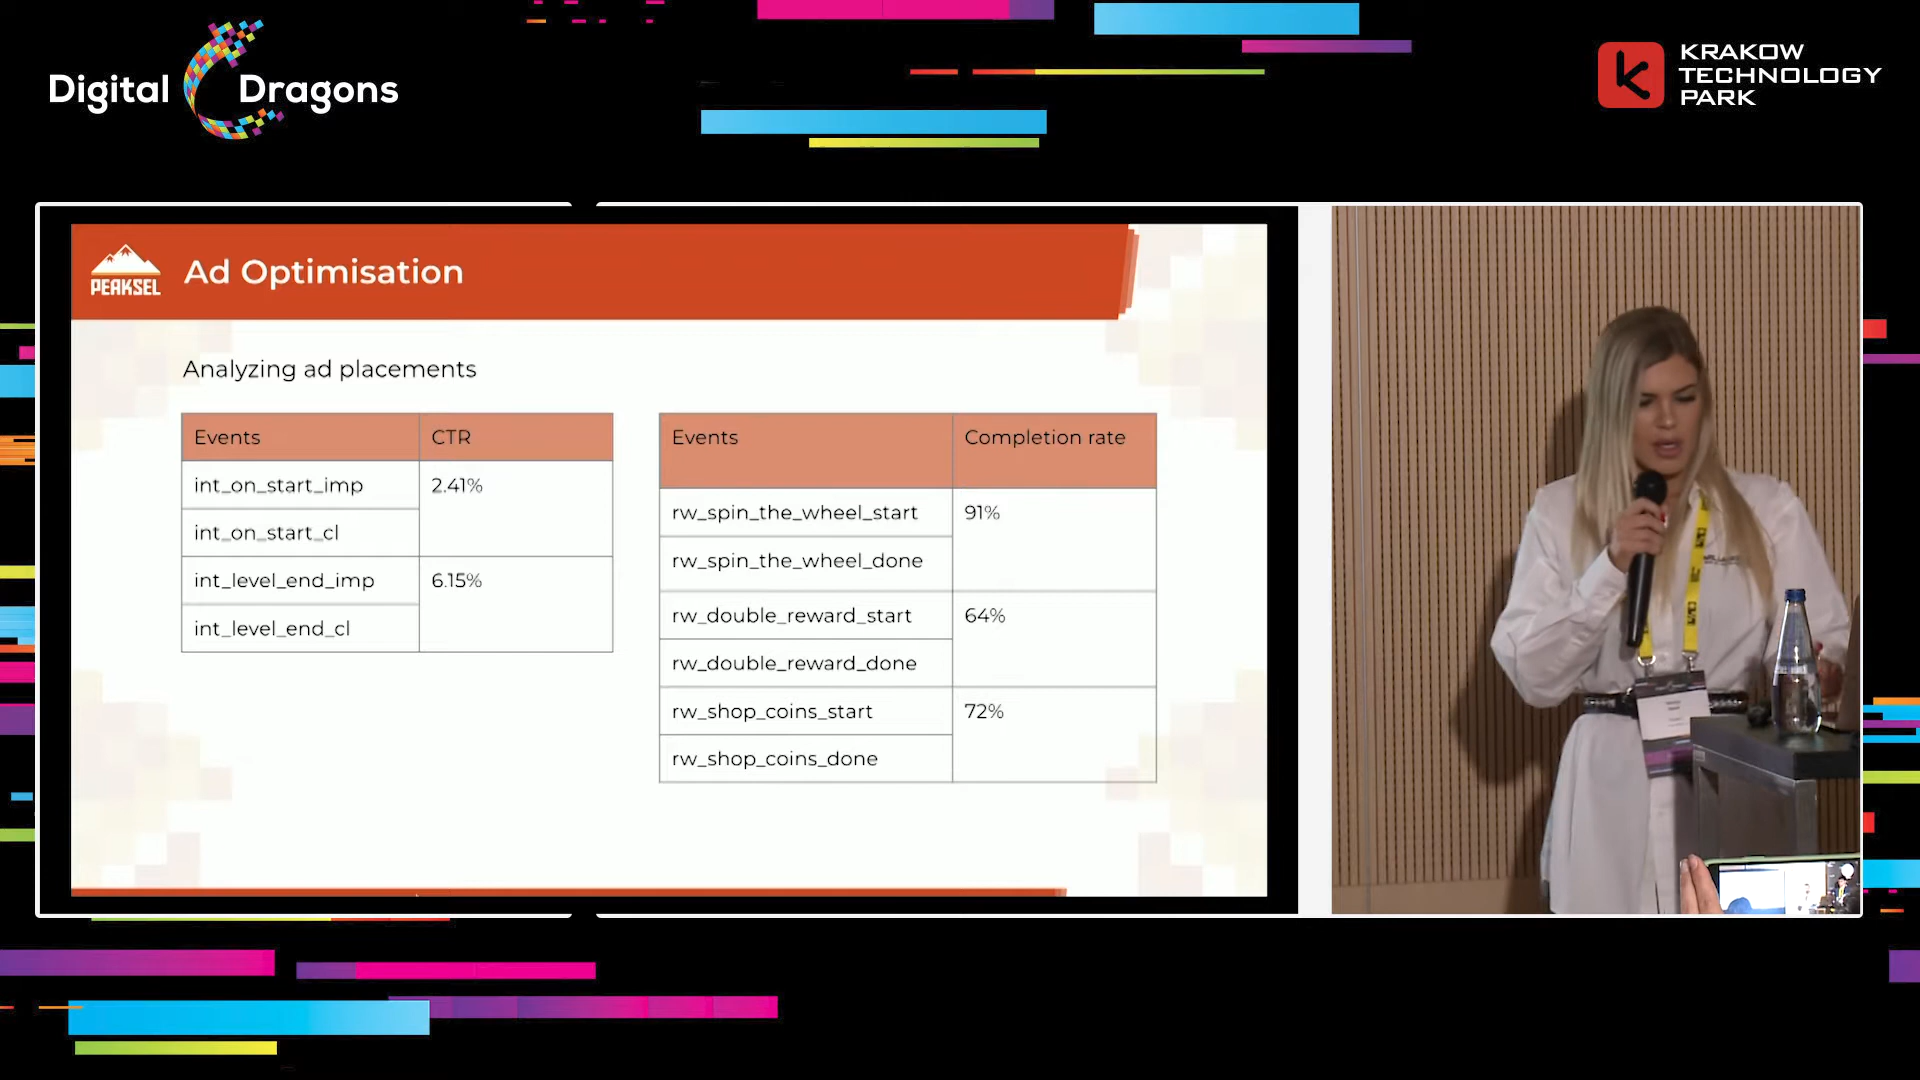 Digital Dragons
KRAKOW
TECHNOLOGY
PARK
PEAKSEL
Ad Optimisation
Analyzing ad placements
Events CTR
int_on_start_imp 2.41%
int_on_start_cl
int_level_end_imp 6.15%
int_level_end_cl
Events Completion rate
rw_spin_the_wheel_start 91%
rw_spin_the_wheel_done
rw_double_reward_start 64%
rw_double_reward_done
rw_shop_coins_start 72%
rw_shop_coins_done